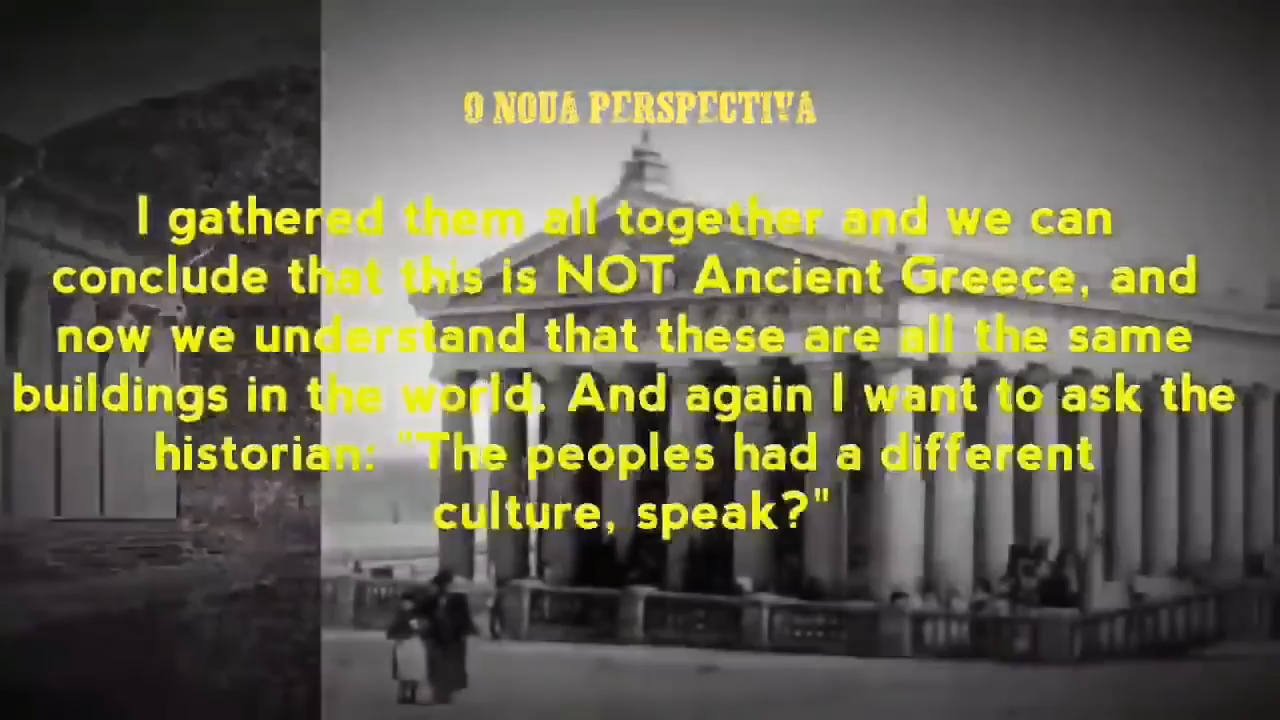 O NOUA PERSPECTIVA
I gathered them all together and we can
conclude that this is NOT Ancient Greece, and
now we understand that these are all the same
buildings in the world. And again I want to ask the
historian: "The peoples had a different
culture, speak?"